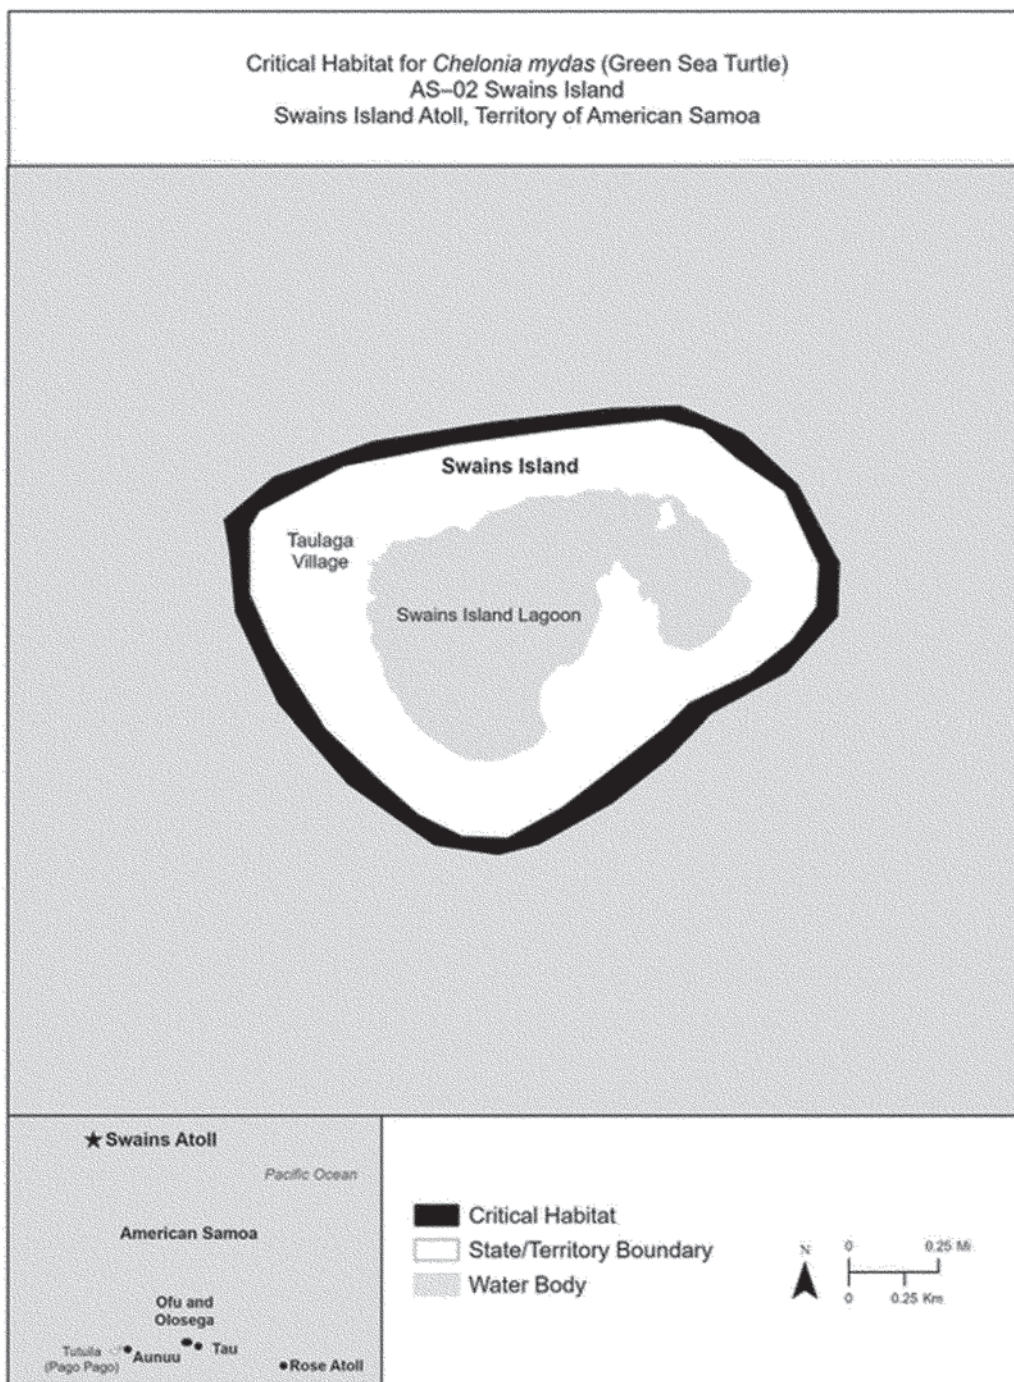 Critical Habitat for Chelonia mydas (Green Sea Turtle)
AS–02 Swains Island
Swains Island Atoll, Territory of American Samoa
Swains Island
Taulaga
Village
Swains Island Lagoon
Swains Atoll
Pacific Ocean
American Samoa
Ofu and
Olosega
Tutuila
(Pago Pago)
Aunuu
Tau
Rose Atoll
Critical Habitat
State/Territory Boundary
Water Body
N
0 0.25 Mi.
0 0.25 Km